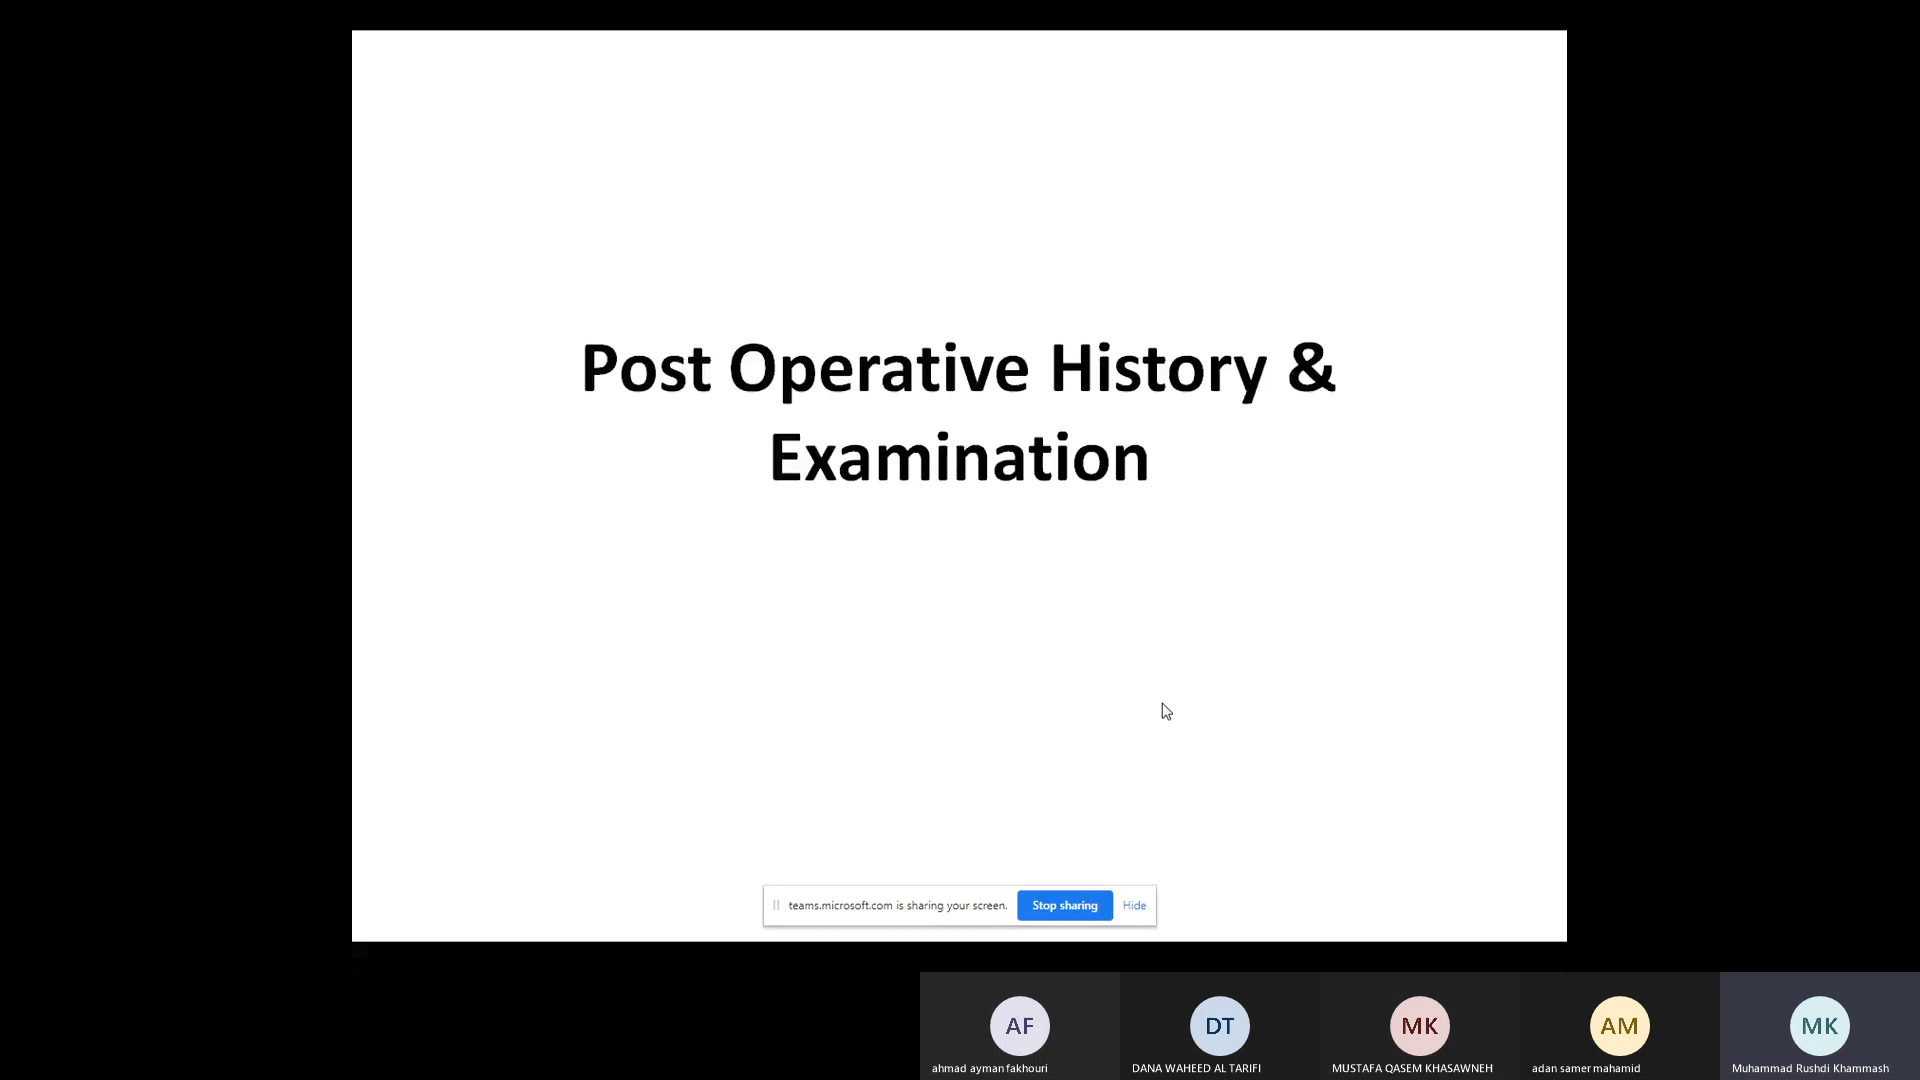 Post Operative History &
Examination
teams.microsoft.com is sharing your screen. Stop sharing Hide
AF DT MK AM MK
ahmad ayman fakhouri DANA WAHEED AL TARIFI MUSTAFA QASEM KHASAWNEH adan samer mahamid Muhammad Rushdi Khammash